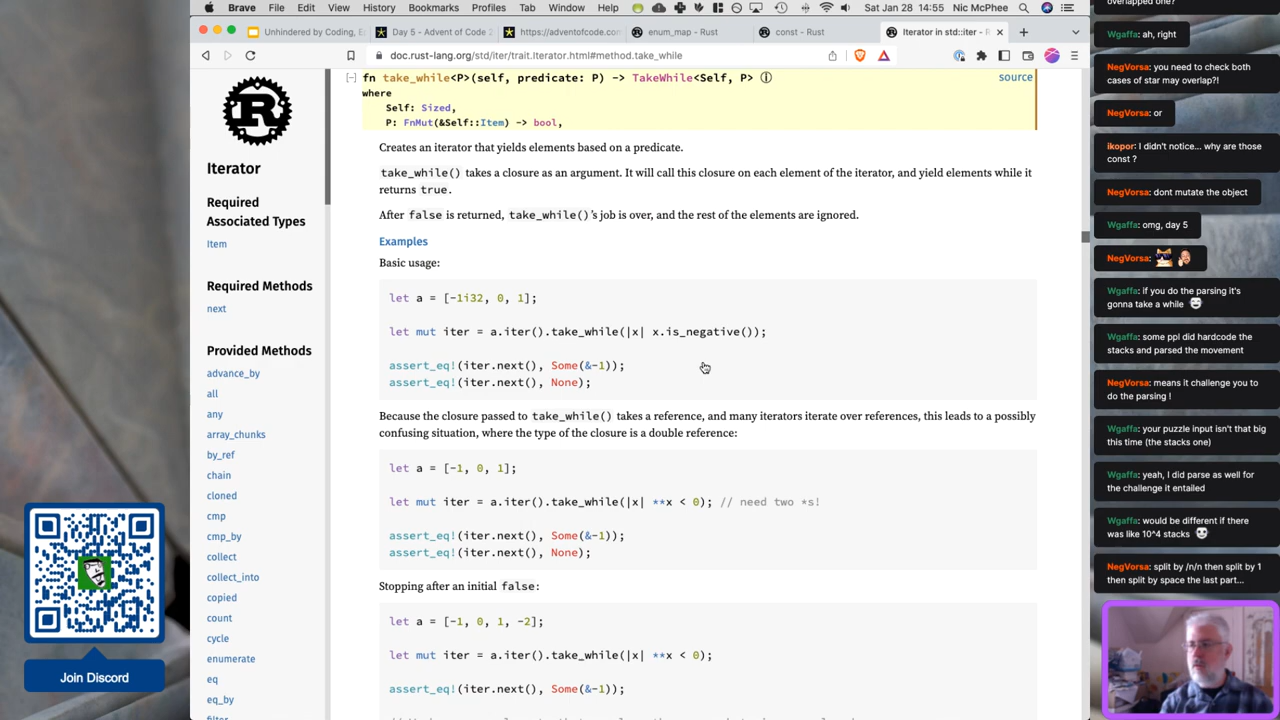 Brave File Edit View History Bookmarks Profiles Tab Window Help Sat Jan 28 14:55 Nic McPhee
Unhindered by Coding, E
Day 5 - Advent of Code 2
https://adventofcode.com
enum_map - Rust
const - Rust
Iterator in std::iter - R
doc.rust-lang.org/std/iter/trait.Iterator.html#method.take_while
Iterator
Required
Associated Types
Item
Required Methods
next
Provided Methods
advance_by
all
any
array_chunks
by_ref
chain
cloned
cmp
cmp_by
collect
collect_into
copied
count
cycle
enumerate
eq
eq_by
filter
[-] fn take_while<P>(self, predicate: P) -> TakeWhile<Self, P> ⓘ
source
where
Self: Sized,
P: FnMut(&Self::Item) -> bool,
Creates an iterator that yields elements based on a predicate.
take_while() takes a closure as an argument. It will call this closure on each element of the iterator, and yield elements while it
returns true.
After false is returned, take_while()'s job is over, and the rest of the elements are ignored.
Examples
Basic usage:
let a = [-1i32, 0, 1];
let mut iter = a.iter().take_while(|x| x.is_negative());
assert_eq!(iter.next(), Some(&-1));
assert_eq!(iter.next(), None);
Because the closure passed to take_while() takes a reference, and many iterators iterate over references, this leads to a possibly
confusing situation, where the type of the closure is a double reference:
let a = [-1, 0, 1];
let mut iter = a.iter().take_while(|x| **x < 0); // need two *s!
assert_eq!(iter.next(), Some(&-1));
assert_eq!(iter.next(), None);
Stopping after an initial false:
let a = [-1, 0, 1, -2];
let mut iter = a.iter().take_while(|x| **x < 0);
assert_eq!(iter.next(), Some(&-1));
Join Discord
overlapped one?
Wgaffa: ah, right
NegVorsa: you need to check both
cases of star may overlap?!
NegVorsa: or
ikopor: I didn't notice... why are those
const ?
NegVorsa: dont mutate the object
Wgaffa: omg, day 5
NegVorsa:
Wgaffa: if you do the parsing it's
gonna take a while
Wgaffa: some ppl did hardcode the
stacks and parsed the movement
NegVorsa: means it challenge you to
do the parsing !
Wgaffa: your puzzle input isn't that big
this time (the stacks one)
Wgaffa: yeah, I did parse as well for
the challenge it entailed
Wgaffa: would be different if there
was like 10^4 stacks
NegVorsa: split by /n/n then split by 1
then split by space the last part...